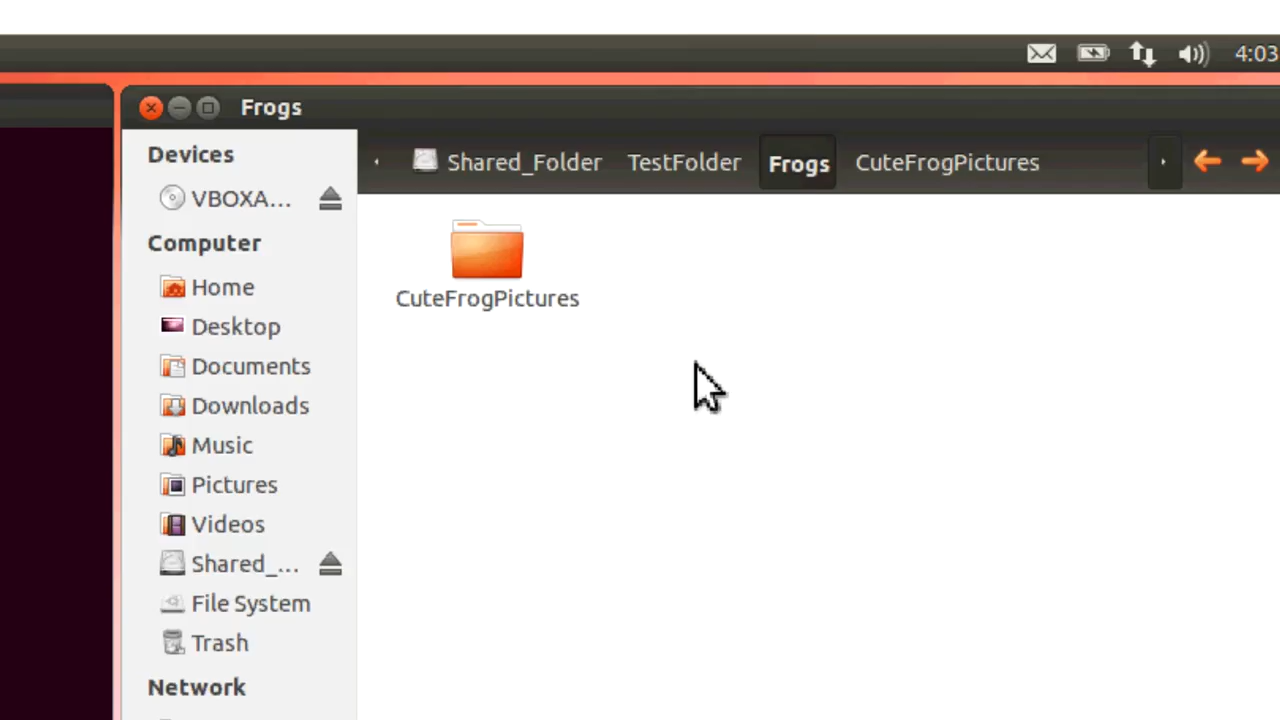 4:03
Frogs
Devices
VBOXA...
Computer
Home
Desktop
Documents
Downloads
Music
Pictures
Videos
Shared_...
File System
Trash
Network
Shared_Folder TestFolder Frogs CuteFrogPictures
CuteFrogPictures